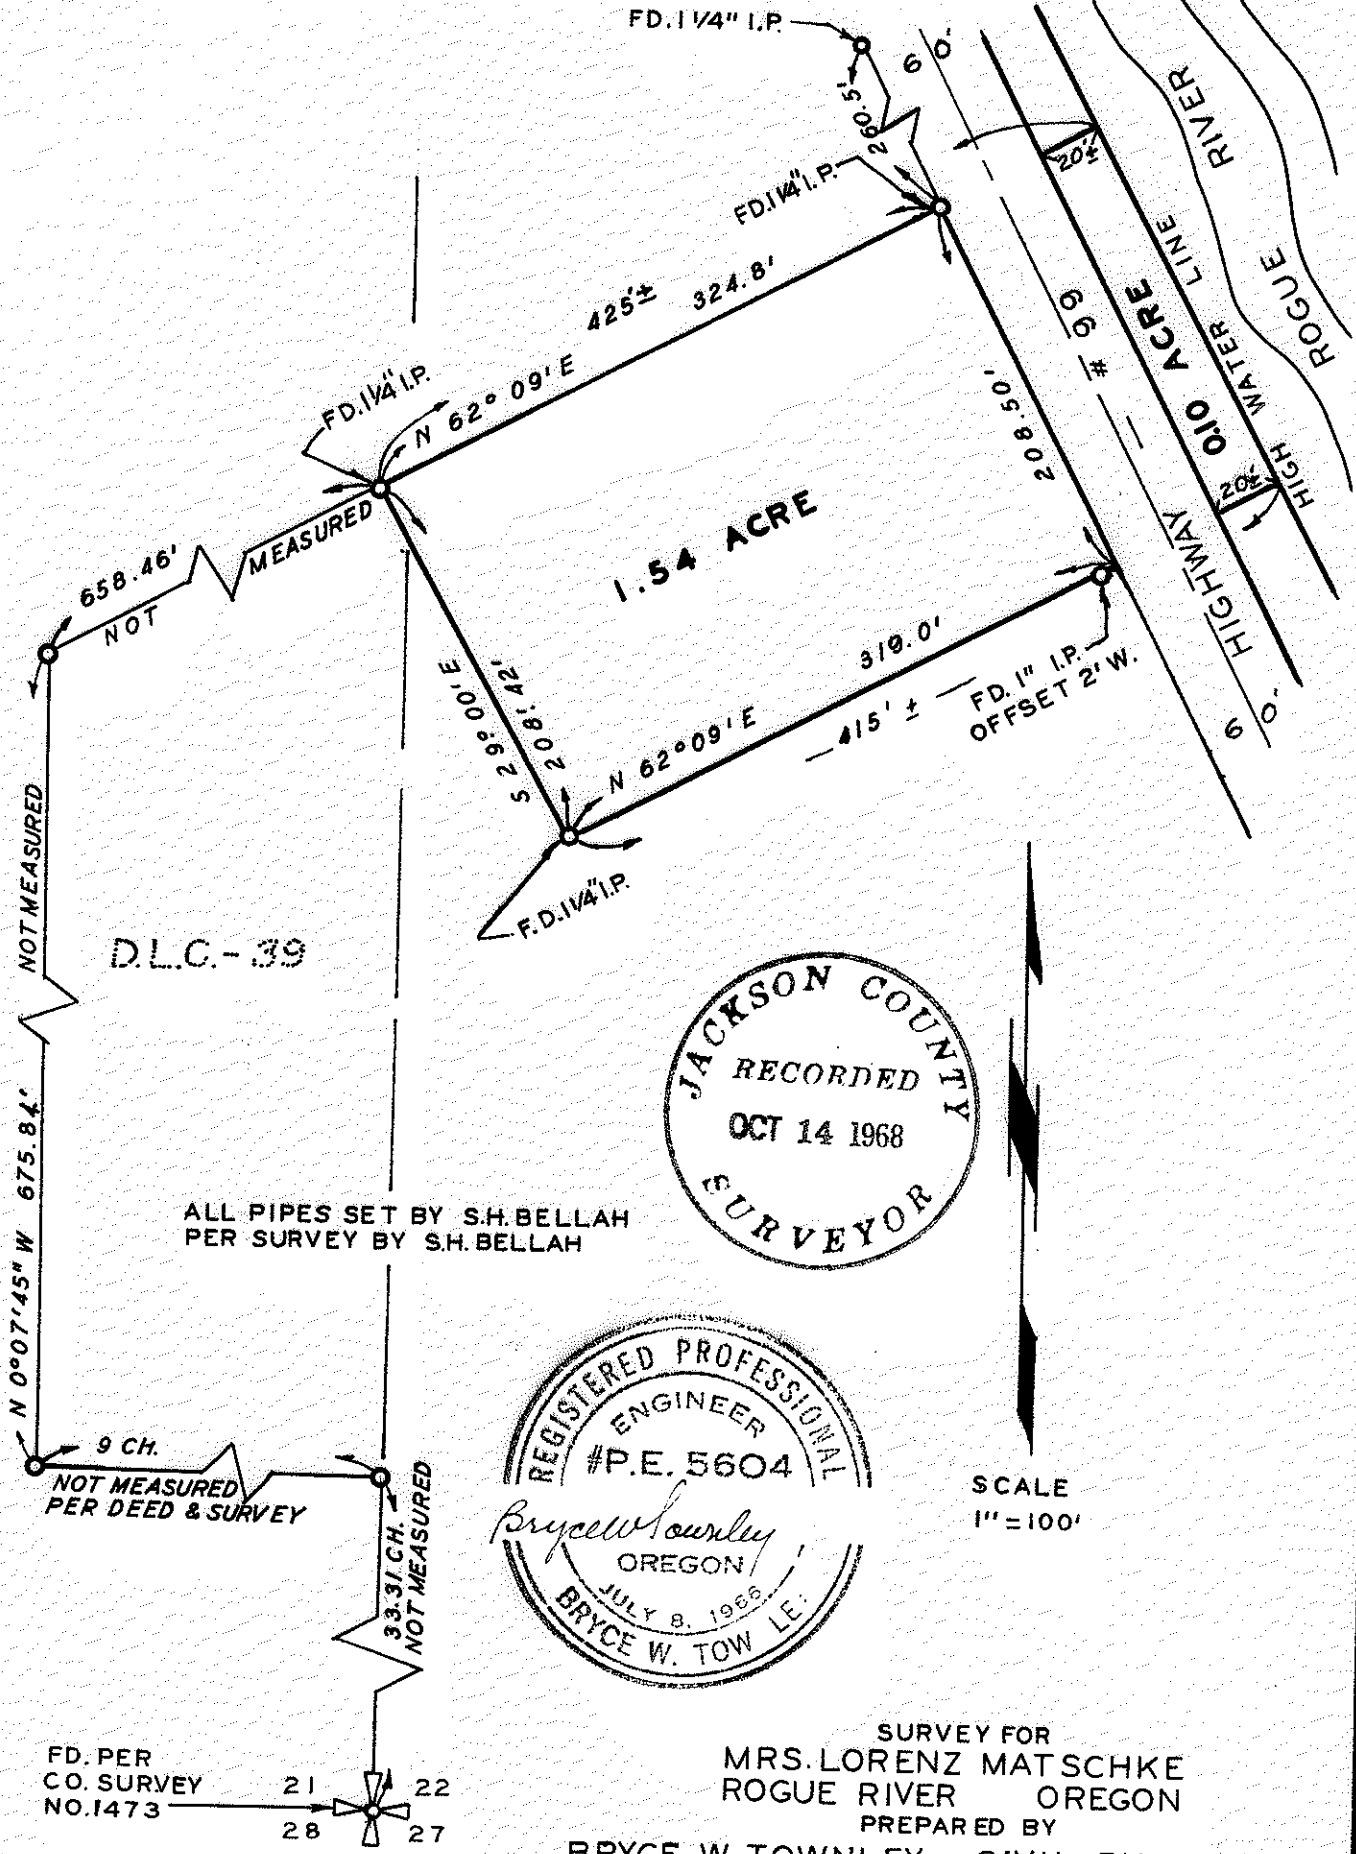 FD. 1 1/4" I.P.
60'
260.5'
20'±
RIVER
ROGUE
FD. 1 1/4" I.P.
HIGH WATER LINE
425'± 324.8'
0.10 ACRE
HIGHWAY # 99
FD. 1 1/4" I.P.
N 62° 09' E
208.50'
20'±
658.46'
NOT MEASURED
1.54 ACRE
319.0'
S 29° 00' E
208.42'
N 62° 09' E
415' ±
FD. 1" I.P.
OFFSET 2' W.
60'
F.D. 1 1/4" I.P.
NOT MEASURED
D.L.C. - 39
N 0° 07' 45" W 675.84'
JACKSON COUNTY
RECORDED
OCT 14 1968
SURVEYOR
ALL PIPES SET BY S.H. BELLAH
PER SURVEY BY S.H. BELLAH
REGISTERED PROFESSIONAL
ENGINEER
#P.E. 5604
Bryce W Townley
OREGON
JULY 8, 1966
BRYCE W. TOW LE
9 CH.
NOT MEASURED
PER DEED & SURVEY
33.31 CH.
NOT MEASURED
SCALE
1" = 100'
FD. PER
CO. SURVEY
NO. 1473
21 22
28 27
SURVEY FOR
MRS. LORENZ MATSCHKE
ROGUE RIVER OREGON
PREPARED BY
BRYCE W TOWNLEY